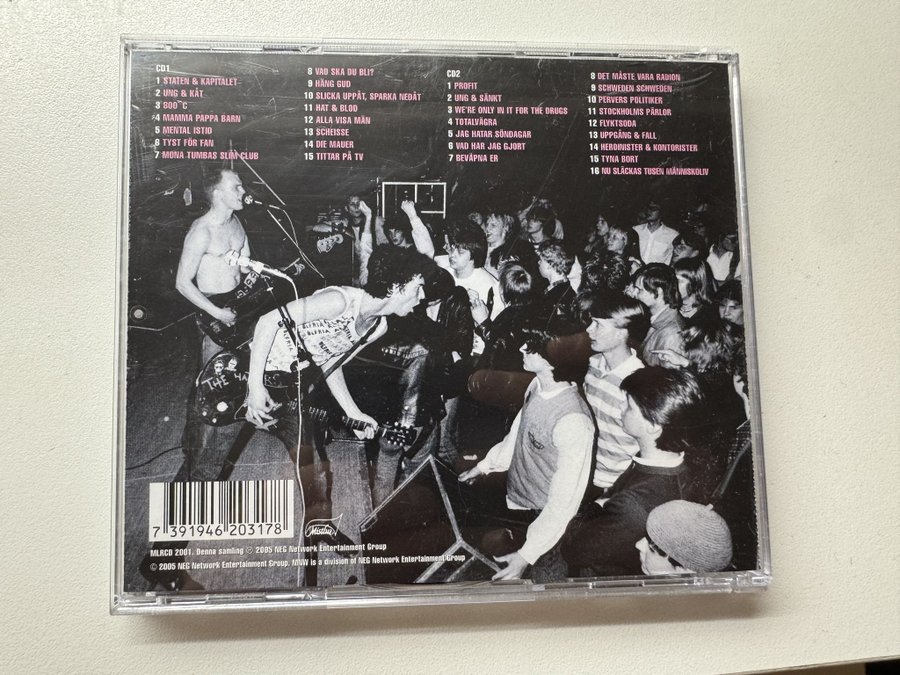 CD1
1 STATEN & KAPITALET
2 UNG & KÅT
3 800°C
4 MAMMA PAPPA BARN
5 MENTAL ISTID
6 TYST FÖR FAN
7 MONA TUMBAS SLIM CLUB
8 VAD SKA DU BLI?
9 HÄNG GUD
10 SLICKA UPPÅT, SPARKA NEDÅT
11 HAT & BLOD
12 ALLA VISA MÄN
13 SCHEISSE
14 DIE MAUER
15 TITTAR PÅ TV
CD2
1 PROFIT
2 UNG & SÄNKT
3 WE'RE ONLY IN IT FOR THE DRUGS
4 TOTALVÄGRA
5 JAG HATAR SÖNDAGAR
6 VAD HAR JAG GJORT
7 BEVÄPNA ER
8 DET MÅSTE VARA RADION
9 SCHWEDEN SCHWEDEN
10 PERVERS POLITIKER
11 STOCKHOLMS PÄRLOR
12 FLYKTSODA
13 UPPGÅNG & FALL
14 HEROINISTER & KONTORISTER
15 TYNA BORT
16 NU SLÄCKAS TUSEN MÄNNISKOLIV
THE
7 391946 203178
Mistlur
MLRCD 2001. Denna samling ℗ 2005 NEG Network Entertainment Group
© 2005 NEG Network Entertainment Group. MNW is a division of NEG Network Entertainment Group